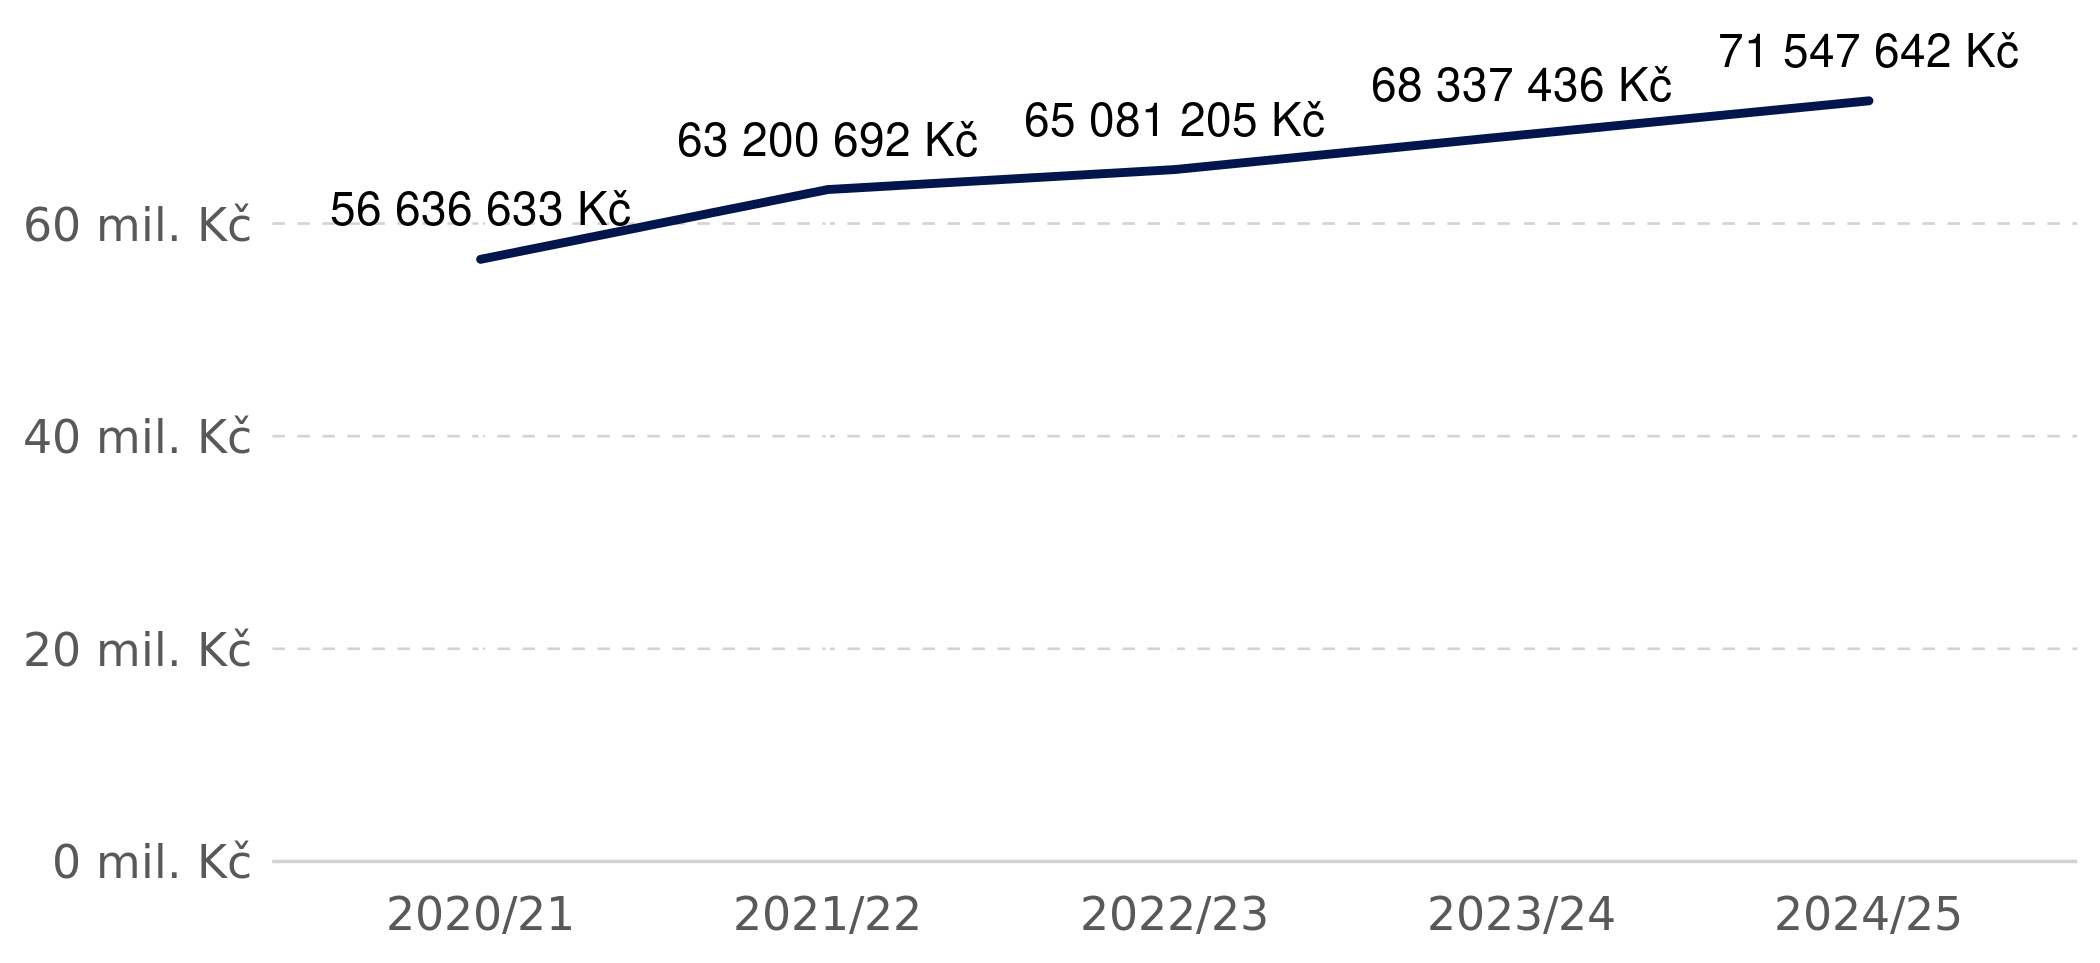 71 547 642 Kč
68 337 436 Kč
65 081 205 Kč
63 200 692 Kč
56 636 633 Kč
60 mil. Kč
40 mil. Kč
20 mil. Kč
0 mil. Kč
2020/21 2021/22 2022/23 2023/24 2024/25